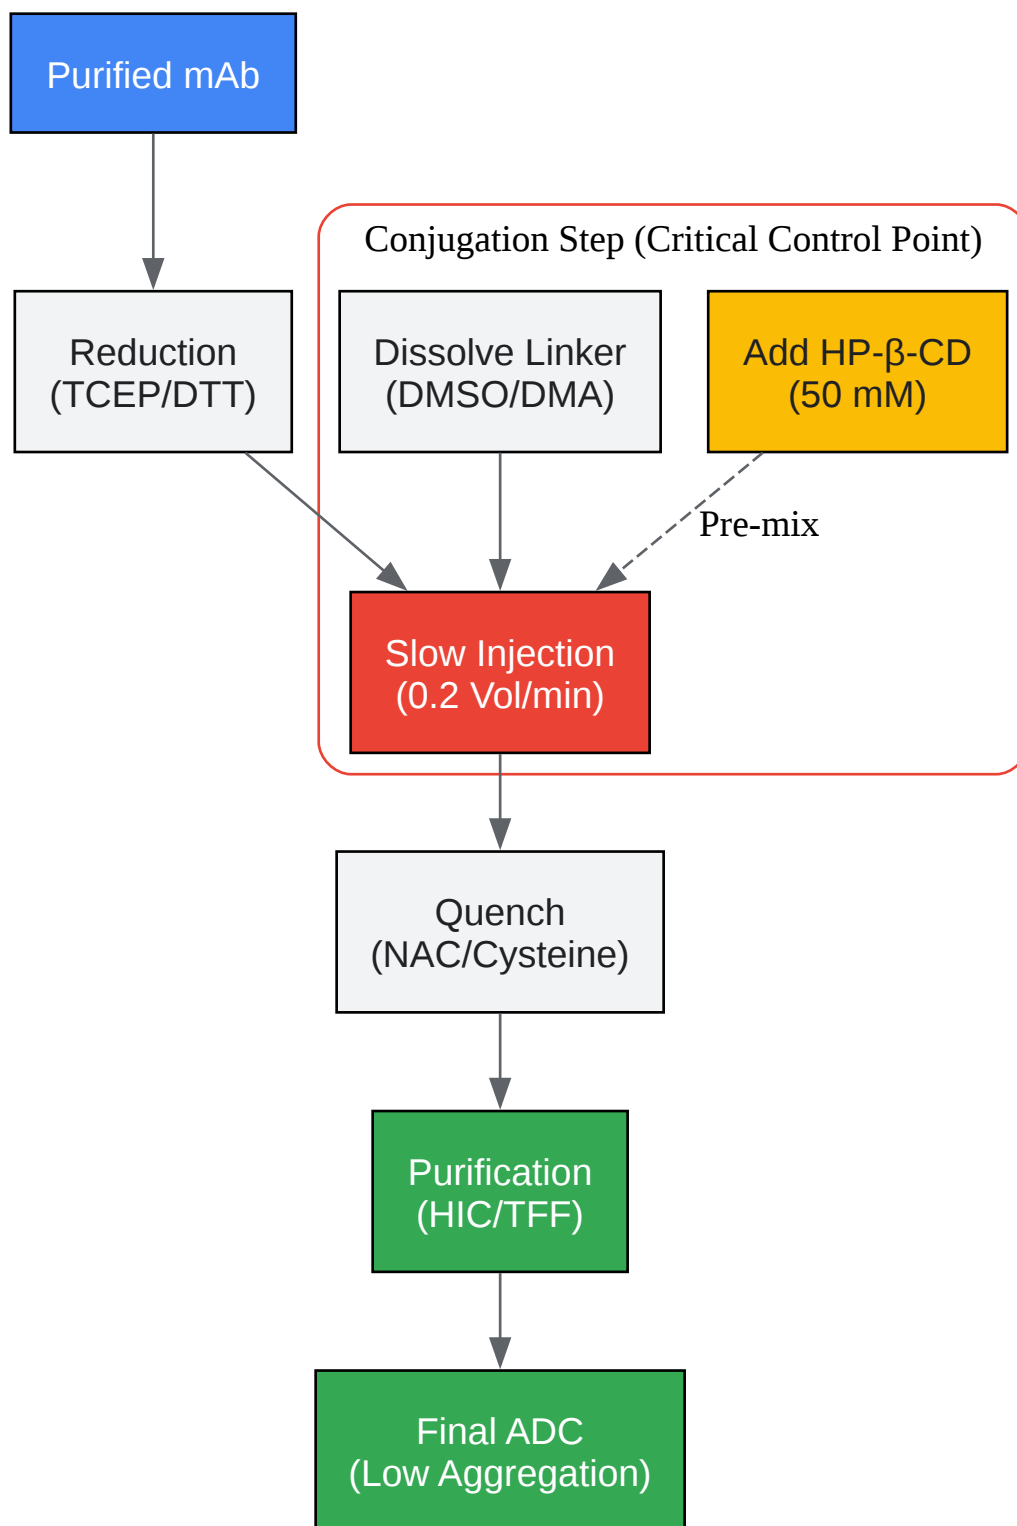 Purified mAb
Conjugation Step (Critical Control Point)
Reduction
(TCEP/DTT)
Dissolve Linker
(DMSO/DMA)
Add HP-β-CD
(50 mM)
Pre-mix
Slow Injection
(0.2 Vol/min)
Quench
(NAC/Cysteine)
Purification
(HIC/TFF)
Final ADC
(Low Aggregation)